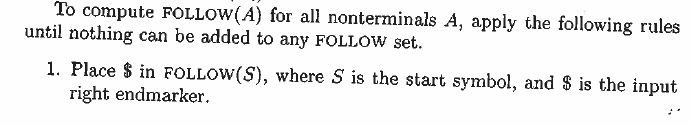 To compute FOLLOW(A) for all nonterminals A, apply the following rules
until nothing can be added to any FOLLOW set.
1. Place $ in FOLLOW(S), where S is the start symbol, and $ is the input
right endmarker.